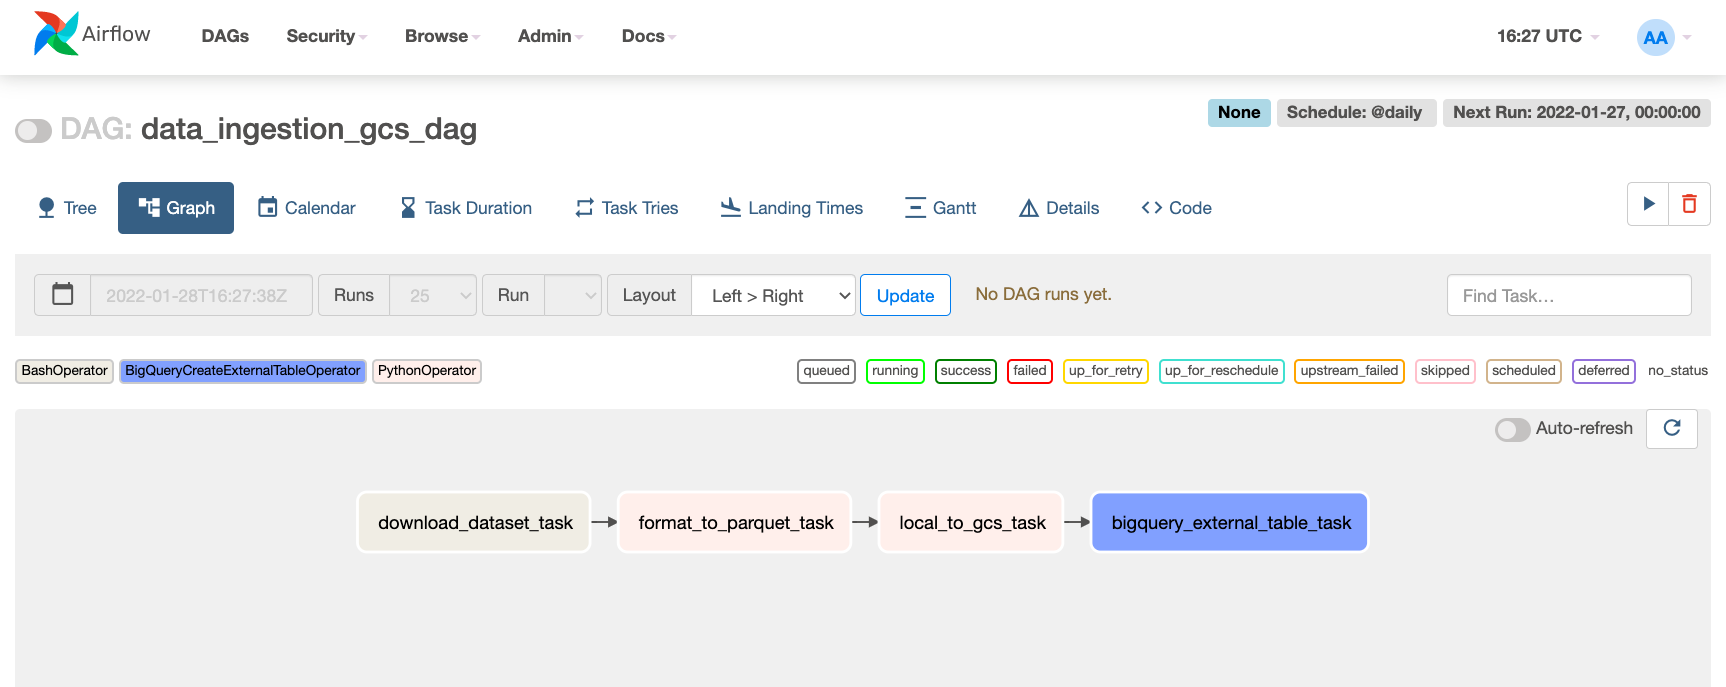 Airflow DAGs Security Browse Admin Docs 16:27 UTC AA
None Schedule: @daily Next Run: 2022-01-27, 00:00:00
DAG: data_ingestion_gcs_dag
Tree Graph Calendar Task Duration Task Tries Landing Times Gantt Details Code
2022-01-28T16:27:38Z Runs 25 Run Layout Left > Right Update No DAG runs yet. Find Task...
BashOperator BigQueryCreateExternalTableOperator PythonOperator queued running success failed up_for_retry up_for_reschedule upstream_failed skipped scheduled deferred no_status
Auto-refresh
download_dataset_task format_to_parquet_task local_to_gcs_task bigquery_external_table_task